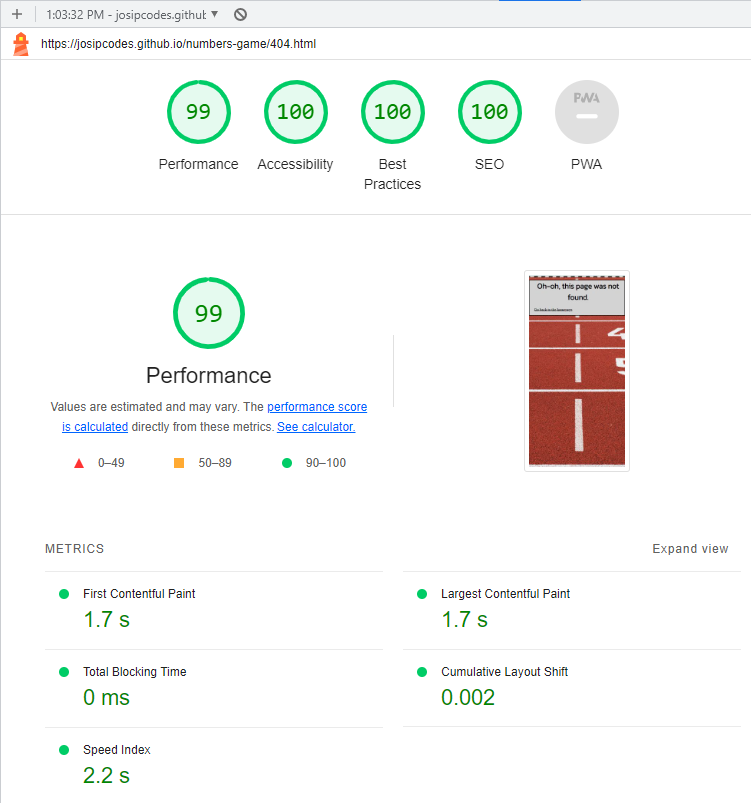 1:03:32 PM - josipcodes.github
https://josipcodes.github.io/numbers-game/404.html
99
100
100
100
PWA
Performance
Accessibility
Best
Practices
SEO
PWA
99
Oh-oh, this page was not
found.
4
5
Performance
Values are estimated and may vary. The performance score
is calculated directly from these metrics. See calculator.
0–49
50–89
90–100
METRICS
Expand view
First Contentful Paint
1.7 s
Largest Contentful Paint
1.7 s
Total Blocking Time
0 ms
Cumulative Layout Shift
0.002
Speed Index
2.2 s